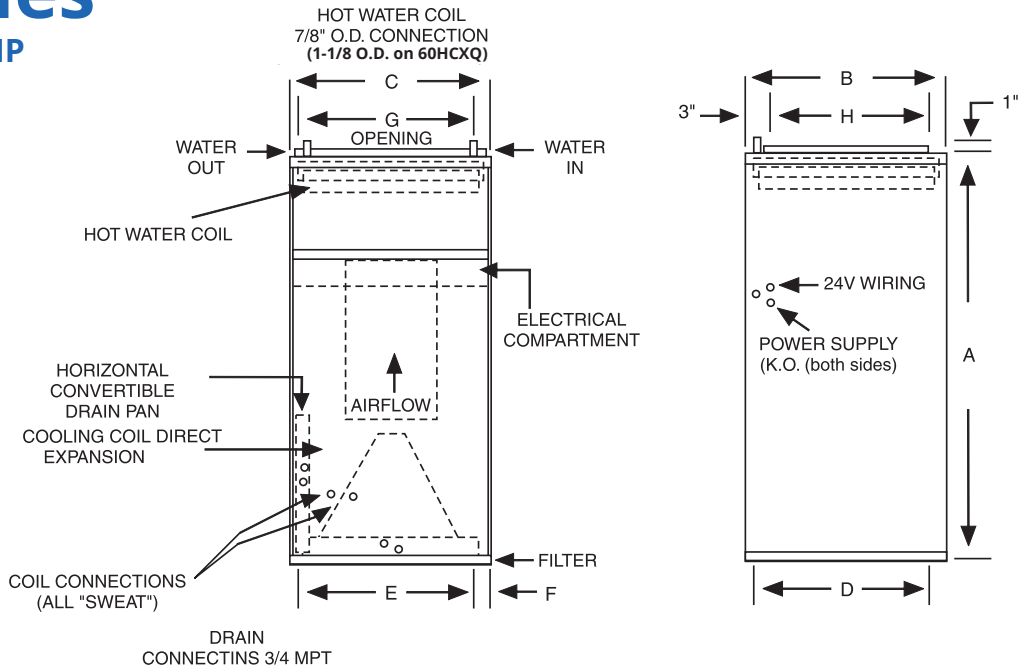 HOT WATER COIL
7/8" O.D. CONNECTION
(1-1/8 O.D. on 60HCXQ)
C
G
OPENING
WATER
OUT
WATER
IN
HOT WATER COIL
ELECTRICAL
COMPARTMENT
HORIZONTAL
CONVERTIBLE
DRAIN PAN
AIRFLOW
COOLING COIL DIRECT
EXPANSION
COIL CONNECTIONS
(ALL "SWEAT")
FILTER
E
F
DRAIN
CONNECTINS 3/4 MPT
B
3"
H
1"
24V WIRING
POWER SUPPLY
(K.O. (both sides)
A
D